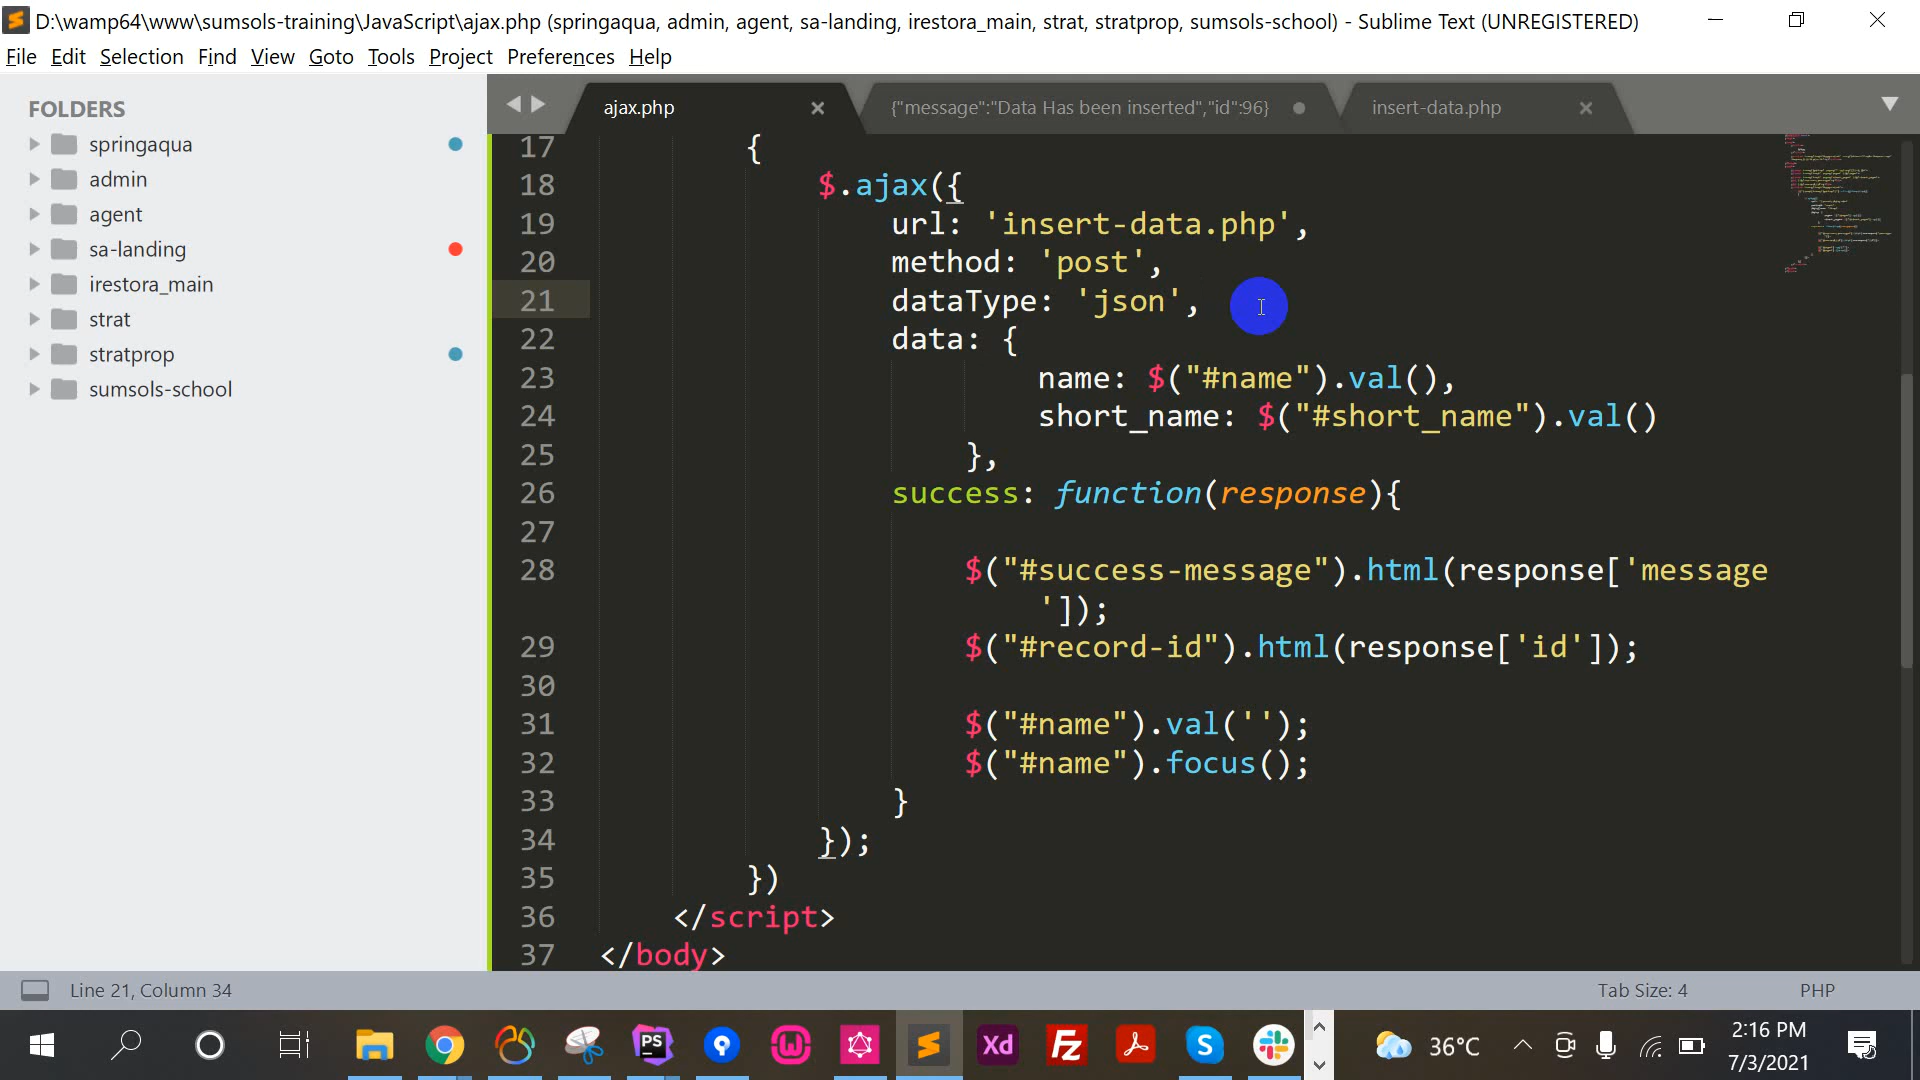 D:\wamp64\www\sumsols-training\JavaScript\ajax.php (springaqua, admin, agent, sa-landing, irestora_main, strat, stratprop, sumsols-school) - Sublime Text (UNREGISTERED)
File Edit Selection Find View Goto Tools Project Preferences Help
FOLDERS
springaqua
admin
agent
sa-landing
irestora_main
strat
stratprop
sumsols-school
ajax.php
{"message":"Data Has been inserted","id":96}
insert-data.php
17 {
18 $.ajax({
19 url: 'insert-data.php',
20 method: 'post',
21 dataType: 'json',
22 data: {
23 name: $("#name").val(),
24 short_name: $("#short_name").val()
25 },
26 success: function(response){
27
28 $("#success-message").html(response['message
']);
29 $("#record-id").html(response['id']);
30
31 $("#name").val('');
32 $("#name").focus();
33 }
34 });
35 })
36 </script>
37 </body>
Line 21, Column 34
Tab Size: 4
PHP
PS
Xd
Fz
S
36°C
2:16 PM
7/3/2021